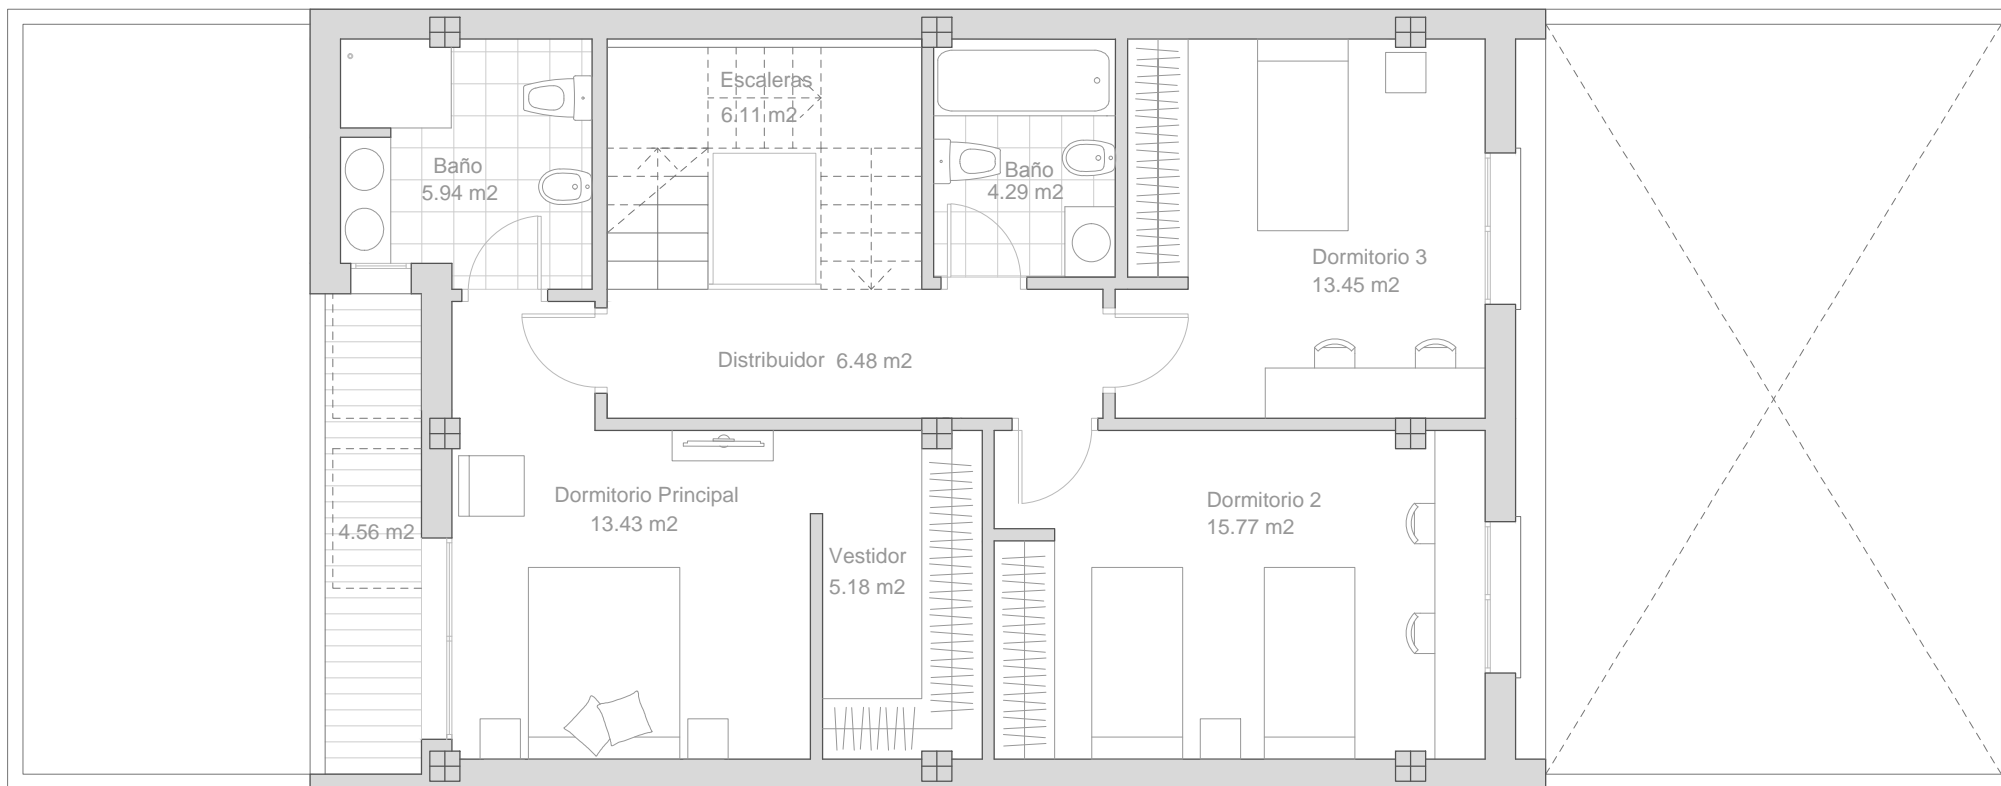 Escaleras
6.11 m2
Baño
5.94 m2
Baño
4.29 m2
Dormitorio 3
13.45 m2
Distribuidor 6.48 m2
Dormitorio Principal
13.43 m2
Dormitorio 2
15.77 m2
4.56 m2
Vestidor
5.18 m2